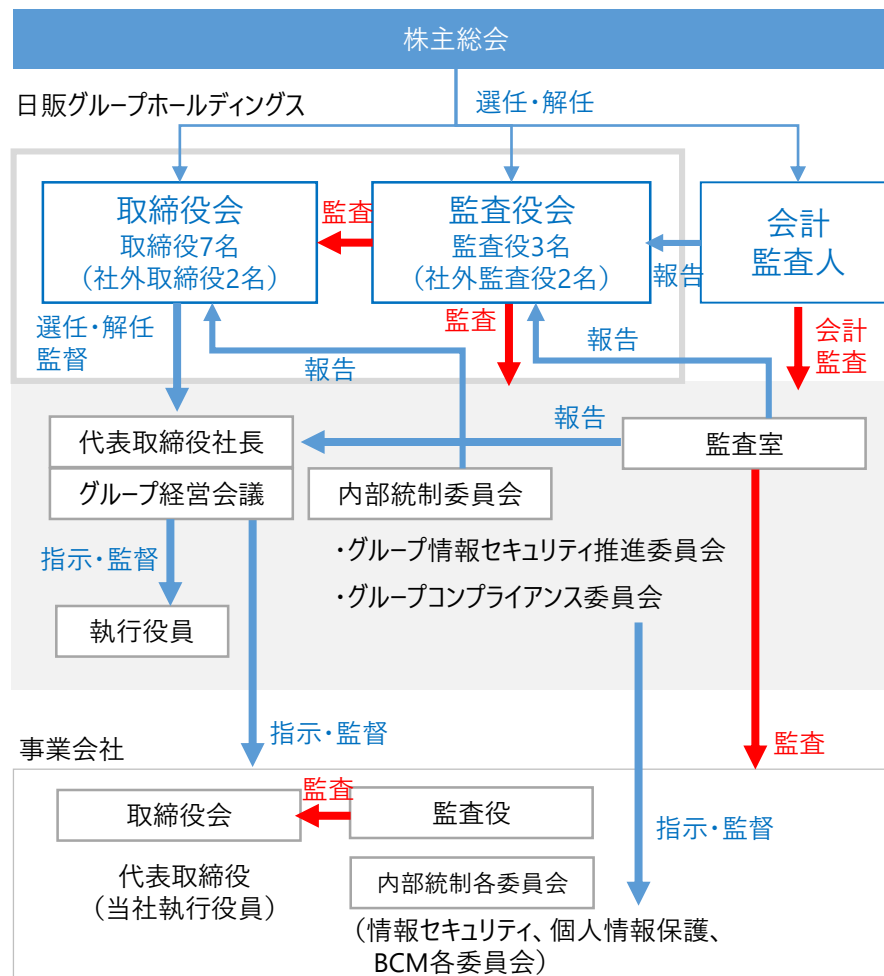 株主総会
日販グループホールディングス
選任・解任
取締役会
取締役7名
（社外取締役2名）
監査
監査役会
監査役3名
（社外監査役2名）
報告
会計
監査人
選任・解任
監督
報告
監査
報告
会計
監査
代表取締役社長
報告
監査室
グループ経営会議
内部統制委員会
指示・監督
・グループ情報セキュリティ推進委員会
・グループコンプライアンス委員会
執行役員
指示・監督
監査
事業会社
取締役会
監査
監査役
指示・監督
代表取締役
（当社執行役員）
内部統制各委員会
（情報セキュリティ、個人情報保護、
BCM各委員会）